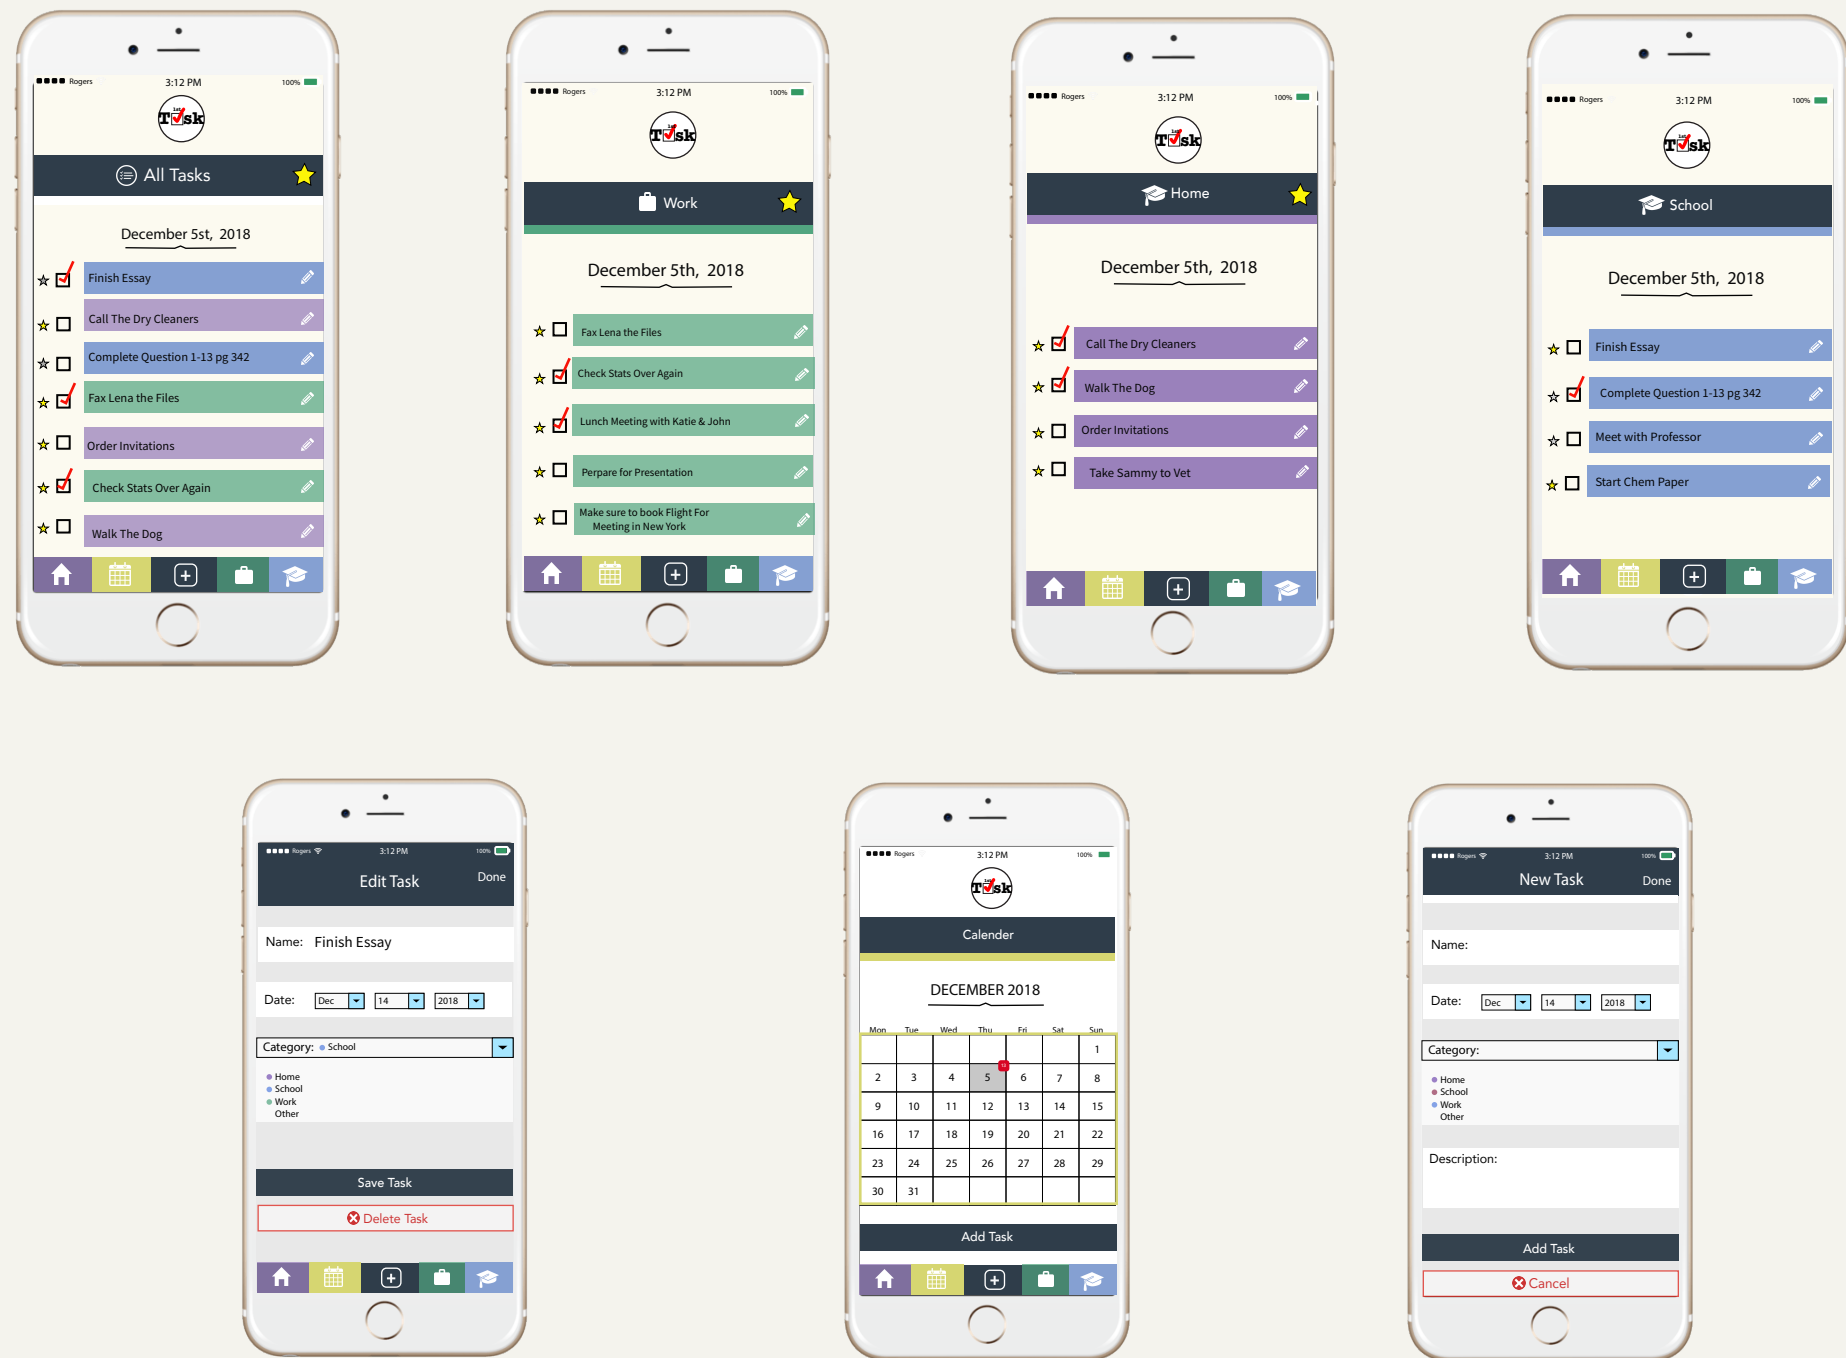 Rogers 3:12 PM 100%
1st
Task
All Tasks
December 5st, 2018
Finish Essay
Call The Dry Cleaners
Complete Question 1-13 pg 342
Fax Lena the Files
Order Invitations
Check Stats Over Again
Walk The Dog
Rogers 3:12 PM 100%
1st
Task
Work
December 5th, 2018
Fax Lena the Files
Check Stats Over Again
Lunch Meeting with Katie & John
Perpare for Presentation
Make sure to book Flight For
Meeting in New York
Rogers 3:12 PM 100%
1st
Task
Home
December 5th, 2018
Call The Dry Cleaners
Walk The Dog
Order Invitations
Take Sammy to Vet
Rogers 3:12 PM 100%
1st
Task
School
December 5th, 2018
Finish Essay
Complete Question 1-13 pg 342
Meet with Professor
Start Chem Paper
Rogers 3:12 PM 100%
Edit Task Done
Name: Finish Essay
Date: Dec 14 2018
Category: School
Home
School
Work
Other
Save Task
Delete Task
Rogers 3:12 PM 100%
1st
Task
Calender
DECEMBER 2018
Mon Tue Wed Thu Fri Sat Sun
1
2 3 4 5 6 7 8
9 10 11 12 13 14 15
16 17 18 19 20 21 22
23 24 25 26 27 28 29
30 31
Add Task
Rogers 3:12 PM 100%
New Task Done
Name:
Date: Dec 14 2018
Category:
Home
School
Work
Other
Description:
Add Task
Cancel